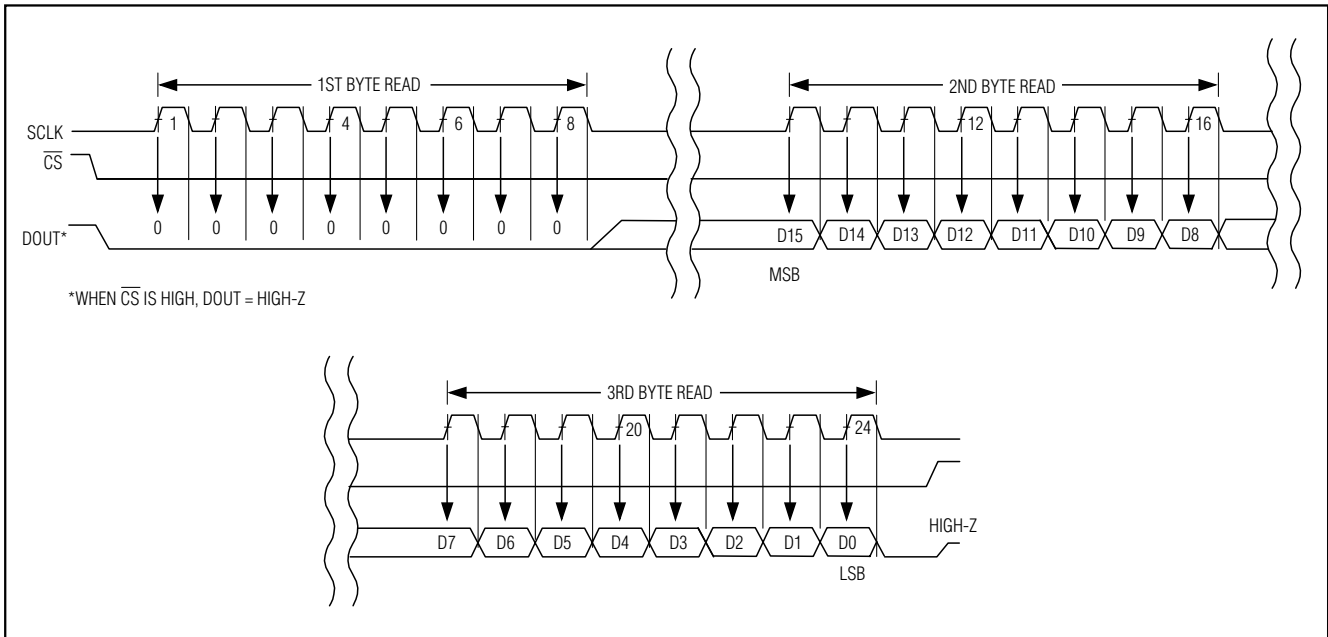 1ST BYTE READ
2ND BYTE READ
SCLK 1 4 6 8 12 16
CS
0 0 0 0 0 0 0 0
DOUT* D15 D14 D13 D12 D11 D10 D9 D8
MSB
*WHEN CS IS HIGH, DOUT = HIGH-Z
3RD BYTE READ
20 24
D7 D6 D5 D4 D3 D2 D1 D0 HIGH-Z
LSB